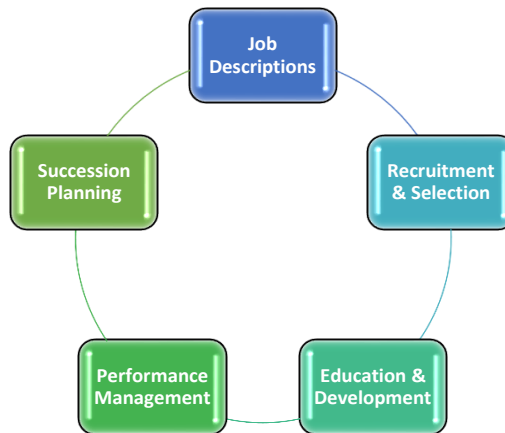 Job
Descriptions
Recruitment
& Selection
Education &
Development
Performance
Management
Succession
Planning